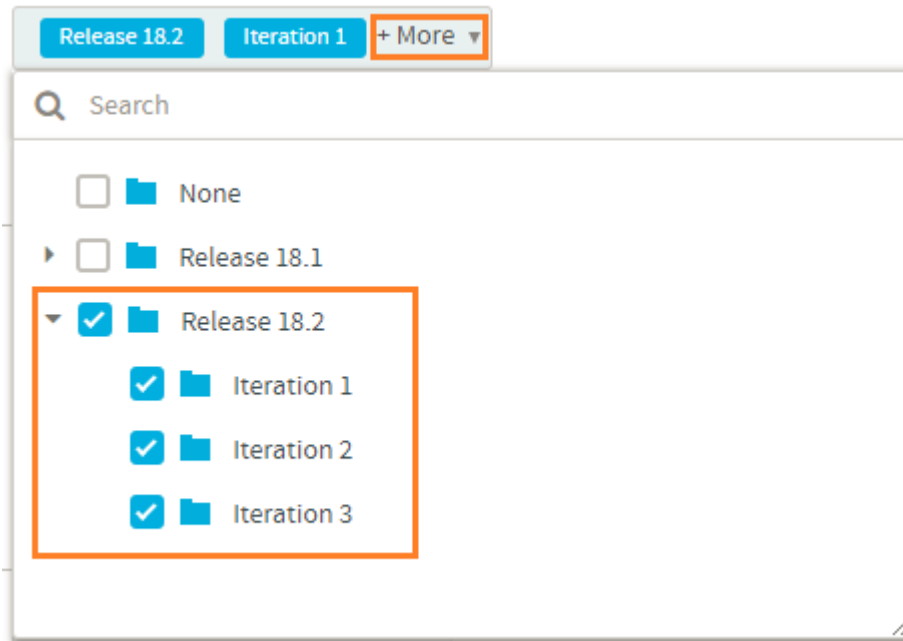 Release 18.2 Iteration 1 + More
Search
None
Release 18.1
Release 18.2
Iteration 1
Iteration 2
Iteration 3